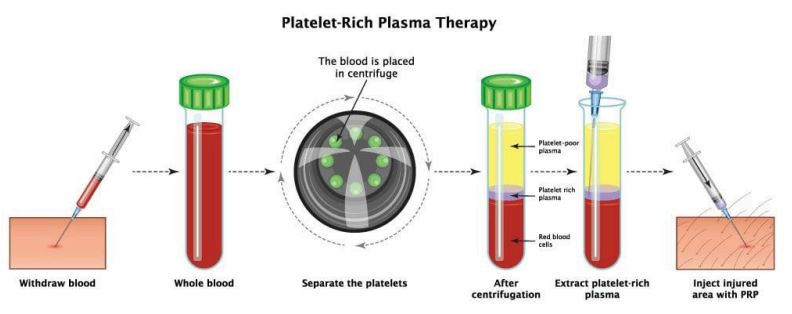 Platelet-Rich Plasma Therapy
The blood is placed
in centrifuge
Platelet-poor
plasma
Platelet rich
plasma
Red blood
cells
Withdraw blood
Whole blood
Separate the platelets
After
centrifugation
Extract platelet-rich
plasma
Inject injured
area with PRP